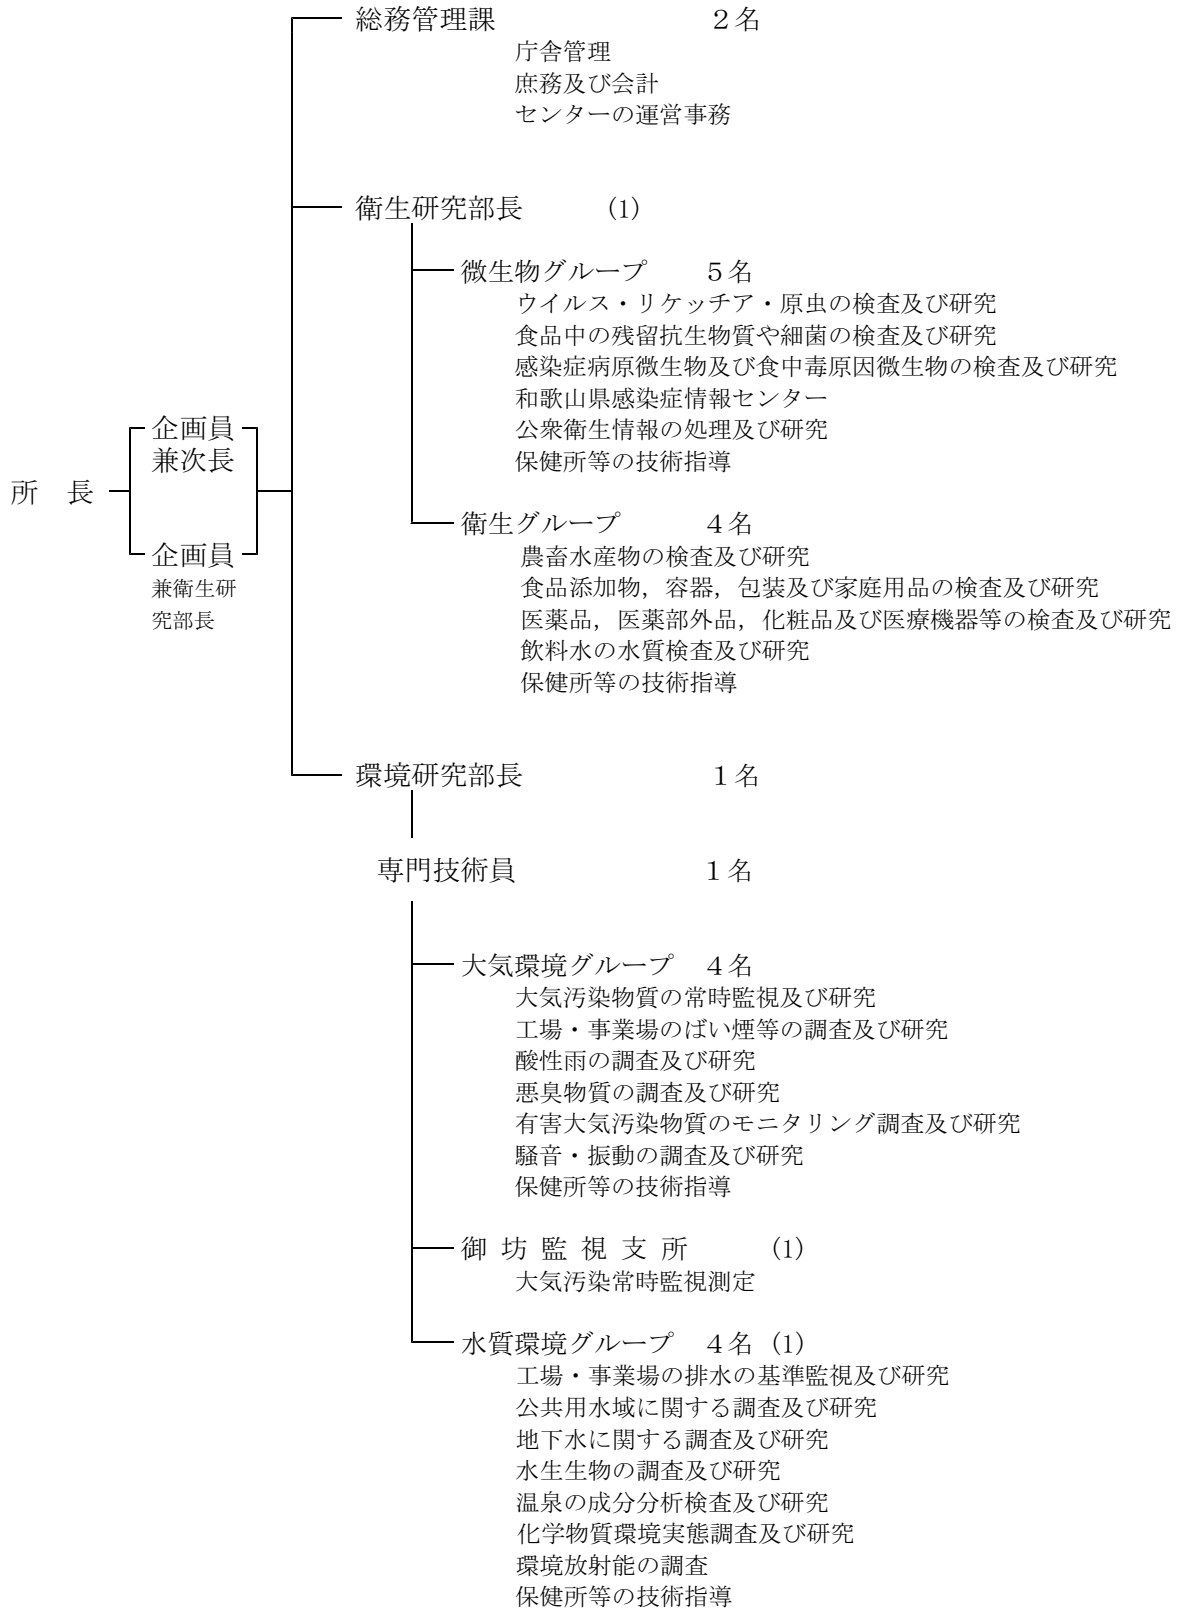 総務管理課 ２名
庁舎管理
庶務及び会計
センターの運営事務
衛生研究部長 (1)
微生物グループ ５名
ウイルス・リケッチア・原虫の検査及び研究
食品中の残留抗生物質や細菌の検査及び研究
感染症病原微生物及び食中毒原因微生物の検査及び研究
和歌山県感染症情報センター
公衆衛生情報の処理及び研究
保健所等の技術指導
企画員
兼次長
所 長
企画員
兼衛生研
究部長
衛生グループ ４名
農畜水産物の検査及び研究
食品添加物，容器，包装及び家庭用品の検査及び研究
医薬品，医薬部外品，化粧品及び医療機器等の検査及び研究
飲料水の水質検査及び研究
保健所等の技術指導
環境研究部長 １名
専門技術員 １名
大気環境グループ ４名
大気汚染物質の常時監視及び研究
工場・事業場のばい煙等の調査及び研究
酸性雨の調査及び研究
悪臭物質の調査及び研究
有害大気汚染物質のモニタリング調査及び研究
騒音・振動の調査及び研究
保健所等の技術指導
御 坊 監 視 支 所 (1)
大気汚染常時監視測定
水質環境グループ ４名 (1)
工場・事業場の排水の基準監視及び研究
公共用水域に関する調査及び研究
地下水に関する調査及び研究
水生生物の調査及び研究
温泉の成分分析検査及び研究
化学物質環境実態調査及び研究
環境放射能の調査
保健所等の技術指導